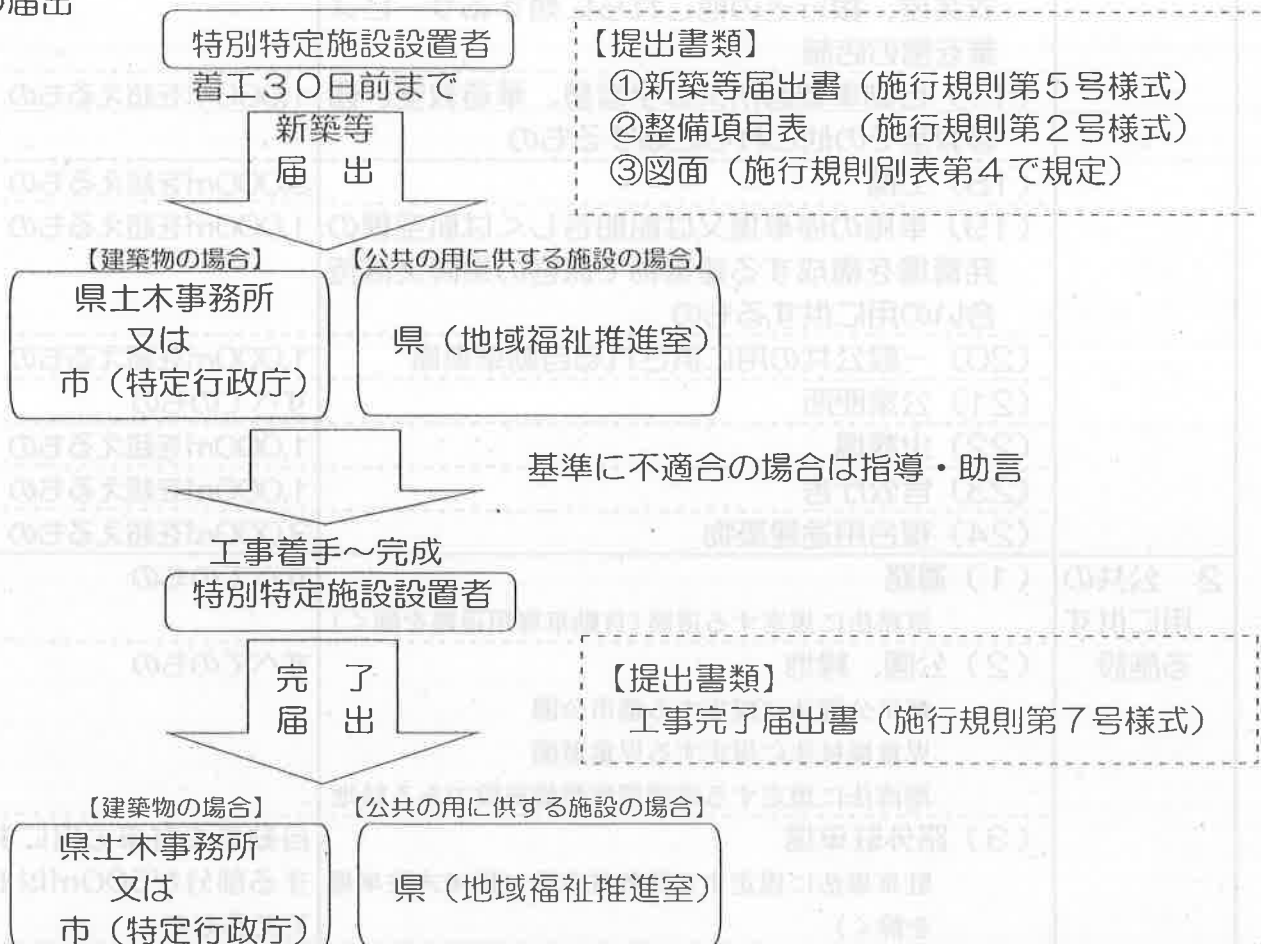 届出
特別特定施設設置者
着工30日前まで
新築等
届 出
【提出書類】
①新築等届出書(施行規則第5号様式)
②整備項目表 (施行規則第2号様式)
③図面(施行規則別表第4で規定)
【建築物の場合】
県土木事務所
又は
市(特定行政庁)
【公共の用に供する施設の場合】
県(地域福祉推進室)
基準に不適合の場合は指導・助言
工事着手~完成
特別特定施設設置者
完 了
届 出
【提出書類】
工事完了届出書(施行規則第7号様式)
【建築物の場合】
県土木事務所
又は
市(特定行政庁)
【公共の用に供する施設の場合】
県(地域福祉推進室)